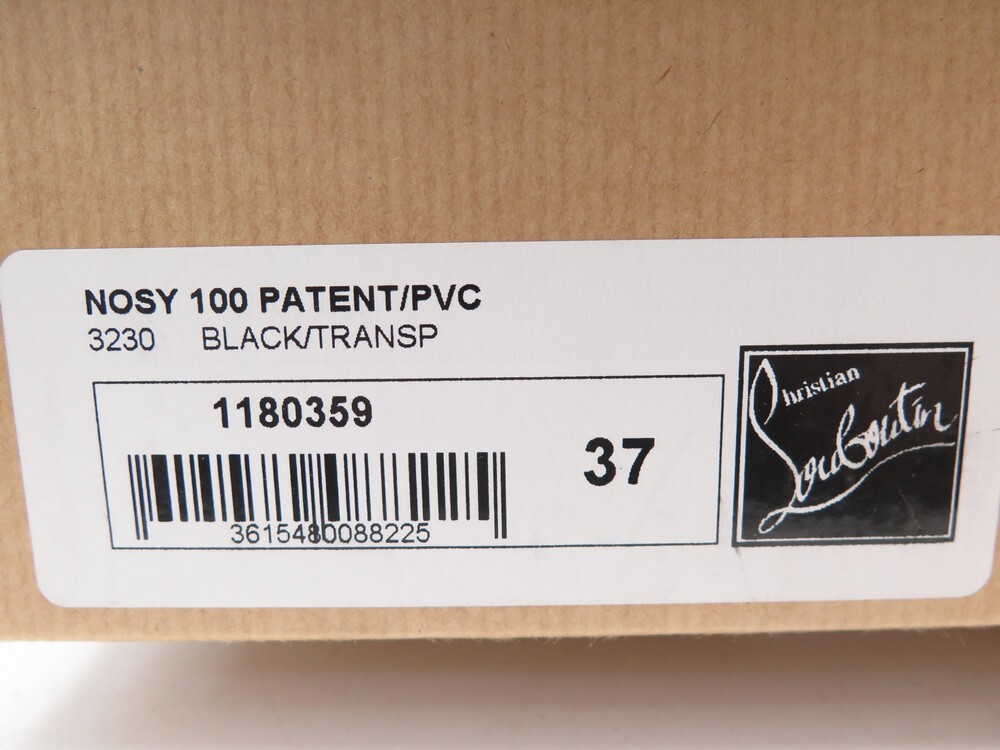 NOSY 100 PATENT/PVC
3230 BLACK/TRANSP
1180359
37
3615480088225
Christian
Louboutin